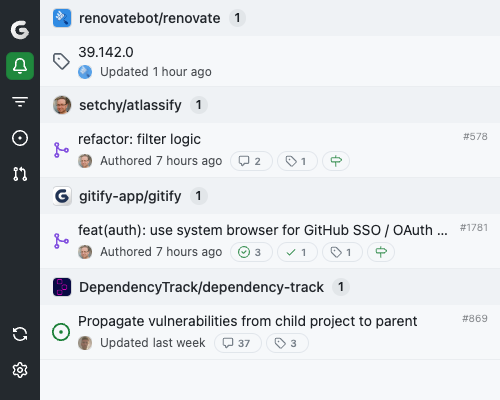 renovatebot/renovate 1
39.142.0
Updated 1 hour ago
setchy/atlassify 1
refactor: filter logic #578
Authored 7 hours ago 2 1
gitify-app/gitify 1
feat(auth): use system browser for GitHub SSO / OAuth ... #1781
Authored 7 hours ago 3 1 1
DependencyTrack/dependency-track 1
Propagate vulnerabilities from child project to parent #869
Updated last week 37 3